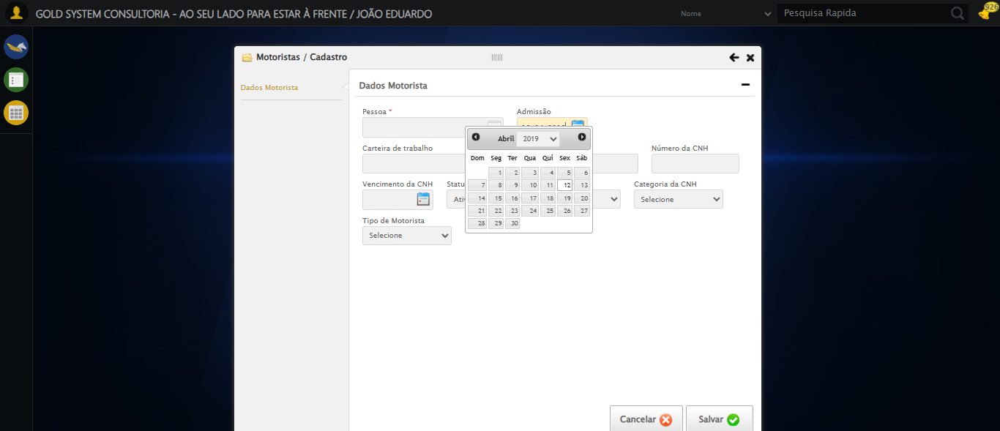 GOLD SYSTEM CONSULTORIA - AO SEU LADO PARA ESTAR À FRENTE / JOÃO EDUARDO
Nome
Pesquisa Rapida
926
Motoristas / Cadastro
Dados Motorista
Dados Motorista
Pessoa *
Admissão
Abril 2019
Dom Seg Ter Qua Qui Sex Sáb
1 2 3 4 5 6
7 8 9 10 11 12 13
14 15 16 17 18 19 20
21 22 23 24 25 26 27
28 29 30
Carteira de trabalho
Número da CNH
Vencimento da CNH
Statu
Ati
Categoria da CNH
Selecione
Tipo de Motorista
Selecione
Cancelar
Salvar